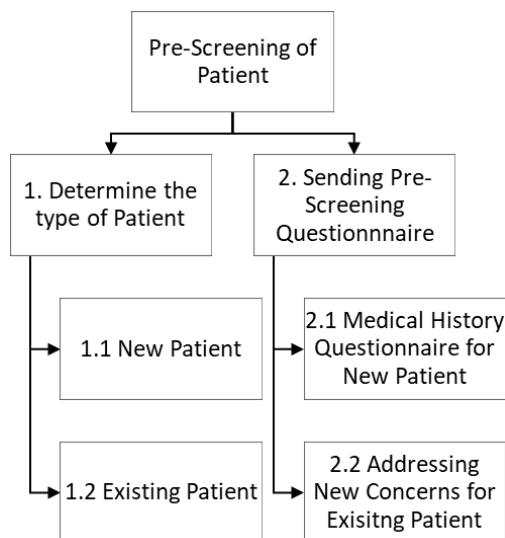 Pre-Screening of
Patient
1. Determine the
type of Patient
2. Sending Pre-
Screening
Questionnnaire
1.1 New Patient
2.1 Medical History
Questionnaire for
New Patient
1.2 Existing Patient
2.2 Addressing
New Concerns for
Exisitng Patient